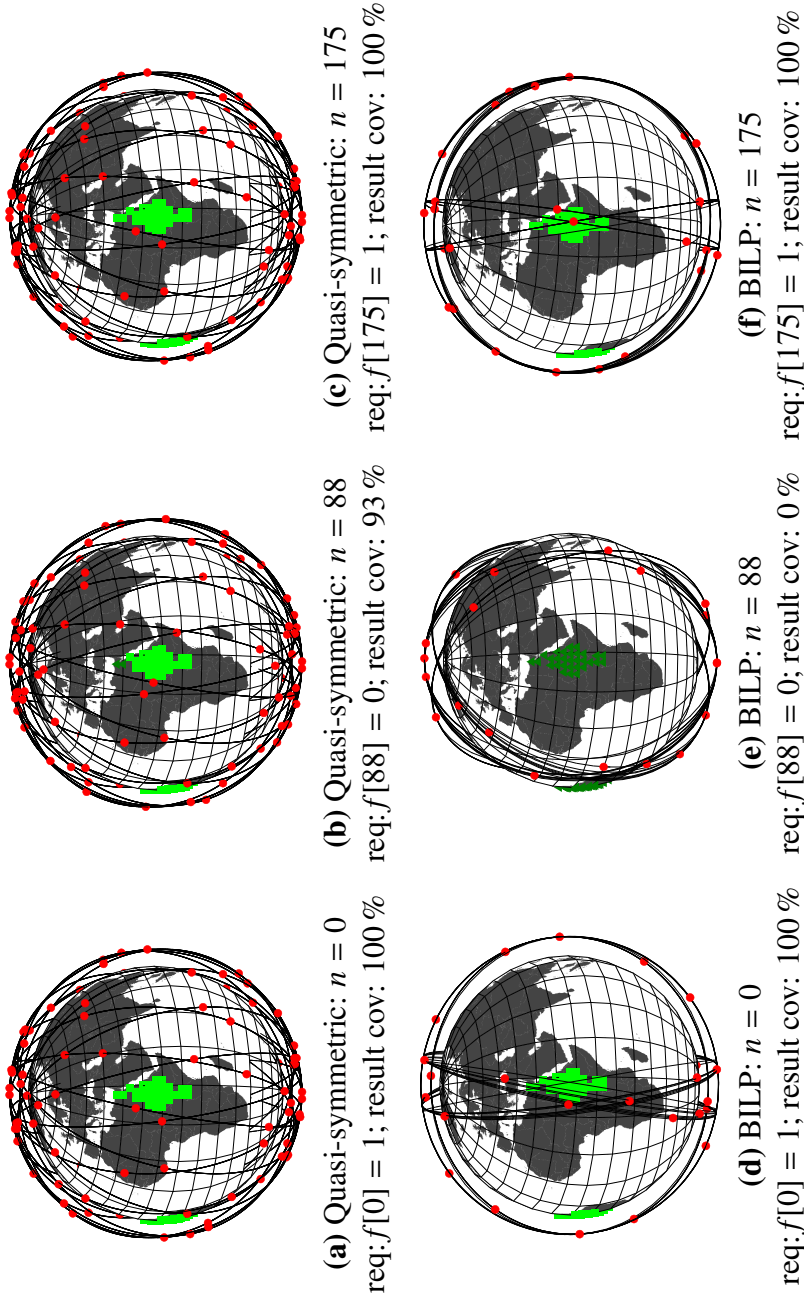 (a) Quasi-symmetric: n = 0
req: f[0] = 1; result cov: 100 %
(b) Quasi-symmetric: n = 88
req: f[88] = 0; result cov: 93 %
(c) Quasi-symmetric: n = 175
req: f[175] = 1; result cov: 100 %
(d) BILP: n = 0
req: f[0] = 1; result cov: 100 %
(e) BILP: n = 88
req: f[88] = 0; result cov: 0 %
(f) BILP: n = 175
req: f[175] = 1; result cov: 100 %